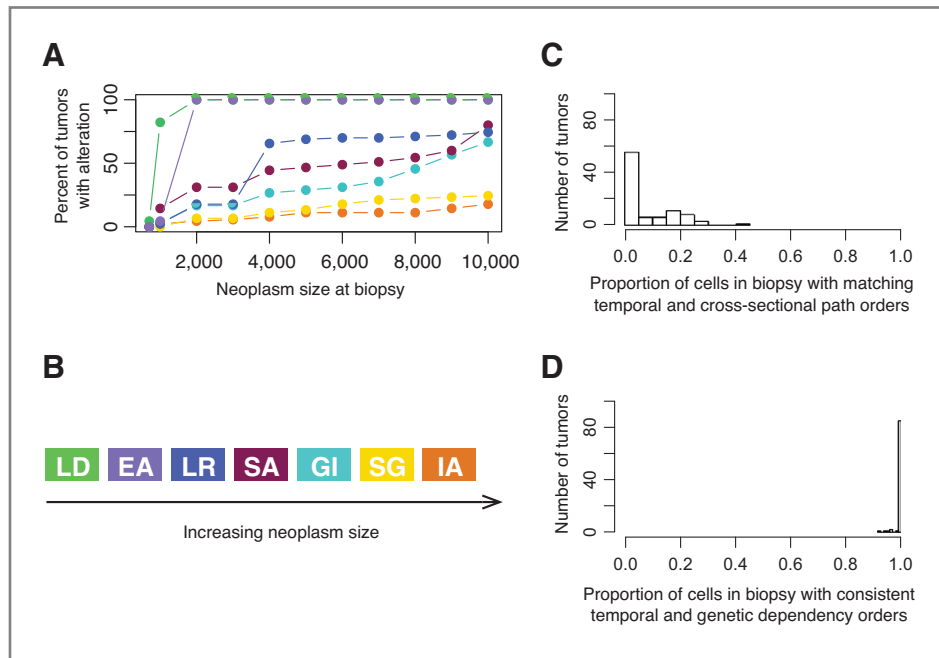 A
Percent of tumors
with alteration
100
50
0
2,000 4,000 6,000 8,000 10,000
Neoplasm size at biopsy
B
LD EA LR SA GI SG IA
Increasing neoplasm size
C
Number of tumors
80
40
0
0.0 0.2 0.4 0.6 0.8 1.0
Proportion of cells in biopsy with matching
temporal and cross-sectional path orders
D
Number of tumors
80
40
0
0.0 0.2 0.4 0.6 0.8 1.0
Proportion of cells in biopsy with consistent
temporal and genetic dependency orders